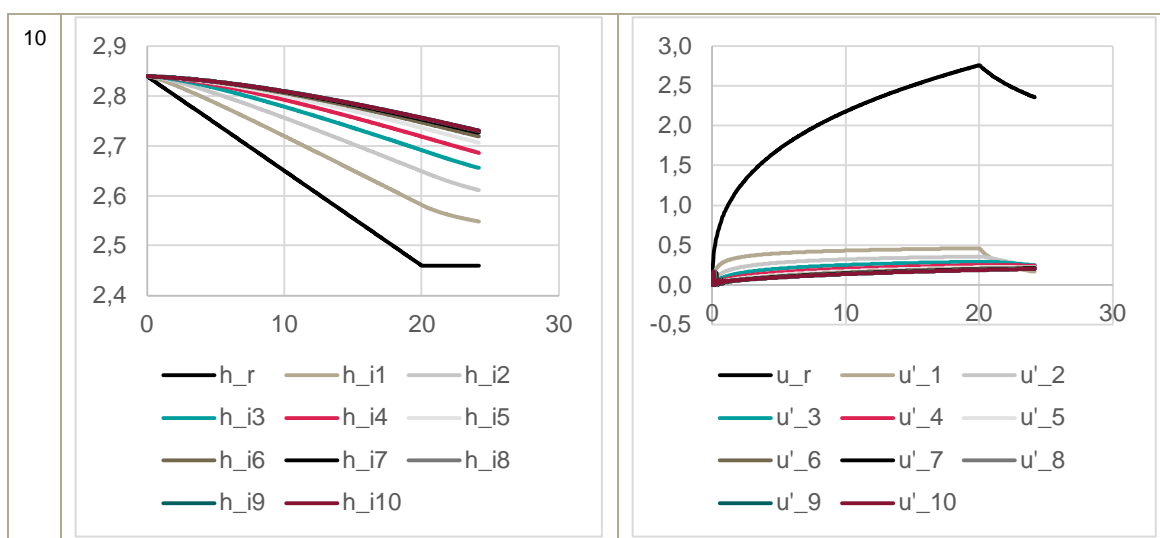 10
2,9
2,8
2,7
2,6
2,5
2,4
0 10 20 30
h_r h_i1 h_i2
h_i3 h_i4 h_i5
h_i6 h_i7 h_i8
h_i9 h_i10
3,0
2,5
2,0
1,5
1,0
0,5
0,0
-0,5
0 10 20 30
u_r u'_1 u'_2
u'_3 u'_4 u'_5
u'_6 u'_7 u'_8
u'_9 u'_10